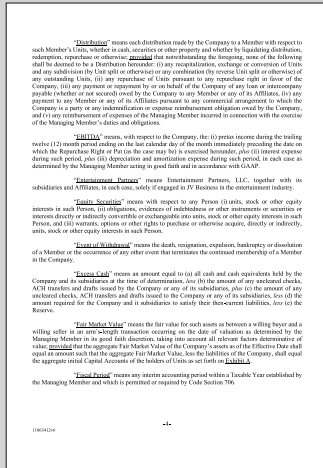 "Distribution" means each distribution made by the Company to a Member with respect to
such Member's Units, whether in cash, securities or other property and whether by liquidating distribution,
redemption, repurchase or otherwise; provided that notwithstanding the foregoing, none of the following
shall be deemed to be a Distribution hereunder: (i) any recapitalization, exchange or conversion of Units
and any subdivision (by Unit split or otherwise) or any combination (by reverse Unit split or otherwise) of
any outstanding Units, (ii) any repurchase of Units pursuant to any repurchase right in favor of the
Company, (iii) any payment or repayment by or on behalf of the Company of any loan or intercompany
payable (whether or not secured) owed by the Company to any Member or any of its Affiliates, (iv) any
payment to any Member or any of its Affiliates pursuant to any commercial arrangement to which the
Company is a party or any indemnification or expense reimbursement obligation owed by the Company,
and (v) any reimbursement of expenses of the Managing Member incurred in connection with the exercise
of the Managing Member's duties and obligations.
"EBITDA" means, with respect to the Company, the: (i) pretax income during the trailing
twelve (12) month period ending on the last calendar day of the month immediately preceding the date on
which the Repurchase Right or Put (as the case may be) is exercised hereunder, plus (ii) interest expense
during such period, plus (iii) depreciation and amortization expense during such period, in each case as
determined by the Managing Member acting in good faith and in accordance with GAAP.
"Entertainment Partners" means Entertainment Partners, LLC, together with its
subsidiaries and Affiliates, in each case, solely if engaged in JV Business in the entertainment industry.
"Equity Securities" means with respect to any Person (i) units, stock or other equity
interests in such Person, (ii) obligations, evidences of indebtedness or other instruments or securities or
interests directly or indirectly convertible or exchangeable into units, stock or other equity interests in such
Person, and (iii) warrants, options or other rights to purchase or otherwise acquire, directly or indirectly,
units, stock or other equity interests in such Person.
"Event of Withdrawal" means the death, resignation, expulsion, bankruptcy or dissolution
of a Member or the occurrence of any other event that terminates the continued membership of a Member
in the Company.
"Excess Cash" means an amount equal to (a) all cash and cash equivalents held by the
Company and its subsidiaries at the time of determination, less (b) the amount of any uncleared checks,
ACH transfers and drafts issued by the Company or any of its subsidiaries, plus (c) the amount of any
uncleared checks, ACH transfers and drafts issued to the Company or any of its subsidiaries, less (d) the
amount required for the Company and it subsidiaries to satisfy their then-current liabilities, less (e) the
Reserve.
"Fair Market Value" means the fair value for such assets as between a willing buyer and a
willing seller in an arm's-length transaction occurring on the date of valuation as determined by the
Managing Member in its good faith discretion, taking into account all relevant factors determinative of
value; provided that the aggregate Fair Market Value of the Company's assets as of the Effective Date shall
equal an amount such that the aggregate Fair Market Value, less the liabilities of the Company, shall equal
the aggregate initial Capital Accounts of the holders of Units as set forth on Exhibit A.
"Fiscal Period" means any interim accounting period within a Taxable Year established by
the Managing Member and which is permitted or required by Code Section 706.
-4-